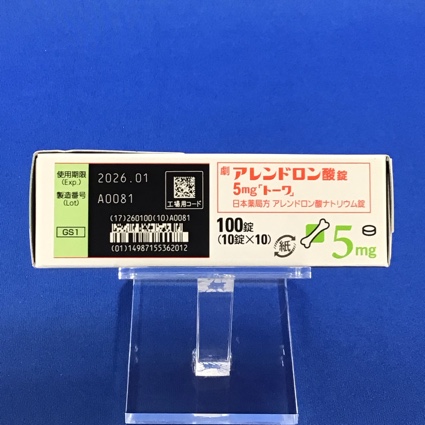 使用期限
(Exp.)
2026.01
製造番号
(Lot)
A0081
工場用コード
GS1
(17)260100(10)A0081
(01)14987155362012
劇 アレンドロン酸錠
5mg「トーワ」
日本薬局方 アレンドロン酸ナトリウム錠
100錠
(10錠×10)
紙
5mg